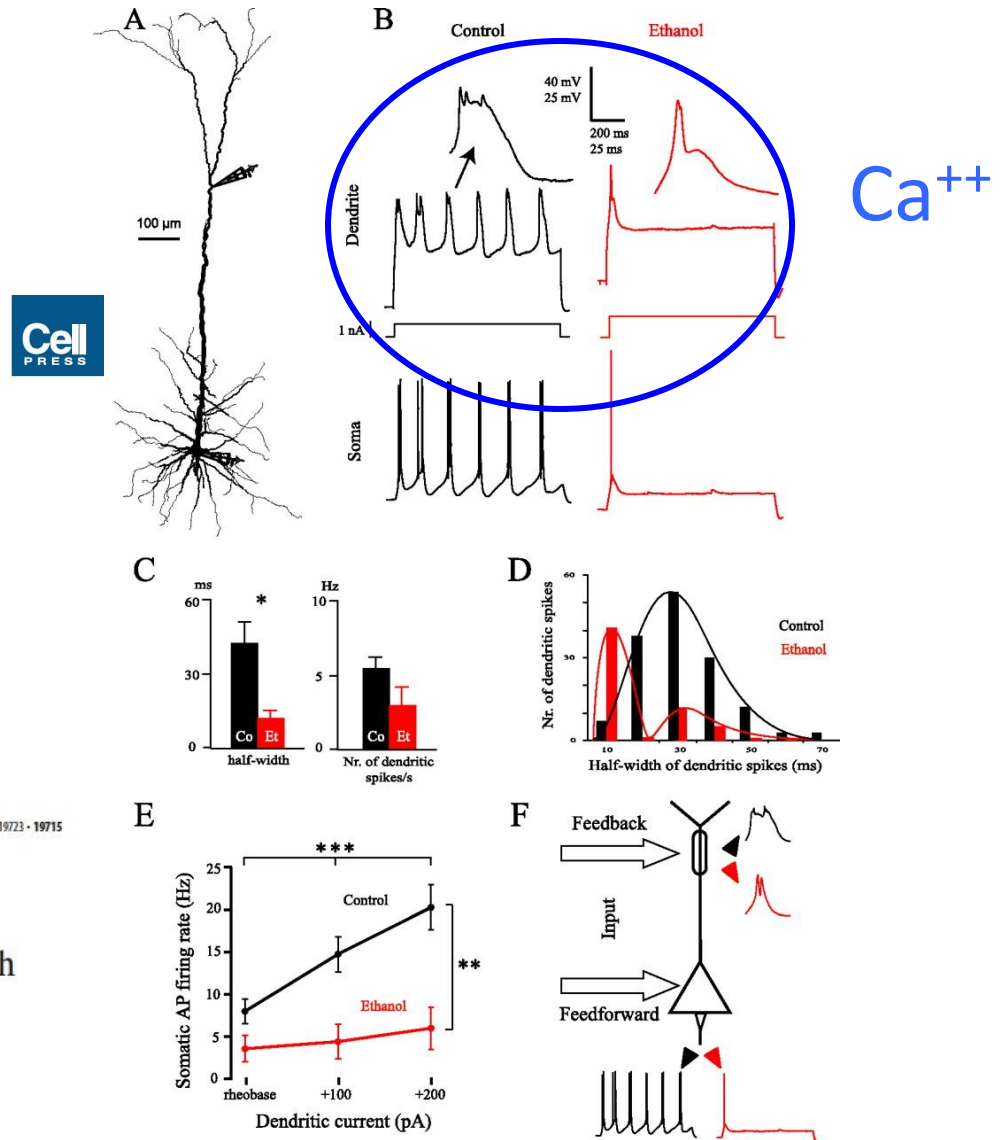 A
100 µm
Cell
PRESS
B
Control
Ethanol
40 mV
25 mV
200 ms
25 ms
Dendrite
1 nA
Soma
Ca++
C
ms
60
30
0
*
Co
Et
half-width
Hz
10
5
0
Co
Et
Nr. of dendritic
spikes/s
D
Nr. of dendritic spikes
60
30
0
Control
Ethanol
10
30
50
70
Half-width of dendritic spikes (ms)
19723 • 19715
h
E
Somatic AP firing rate (Hz)
25
20
15
10
5
0
***
Control
**
Ethanol
rheobase
+100
+200
Dendritic current (pA)
F
Feedback
Input
Feedforward